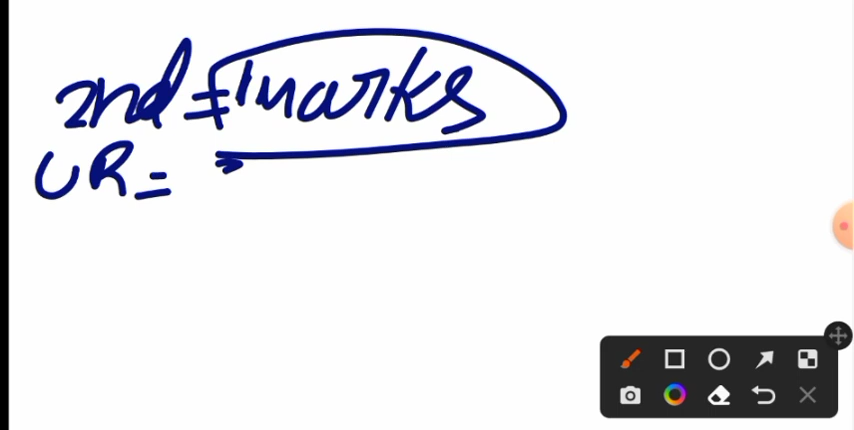 2nd = marks
UR =